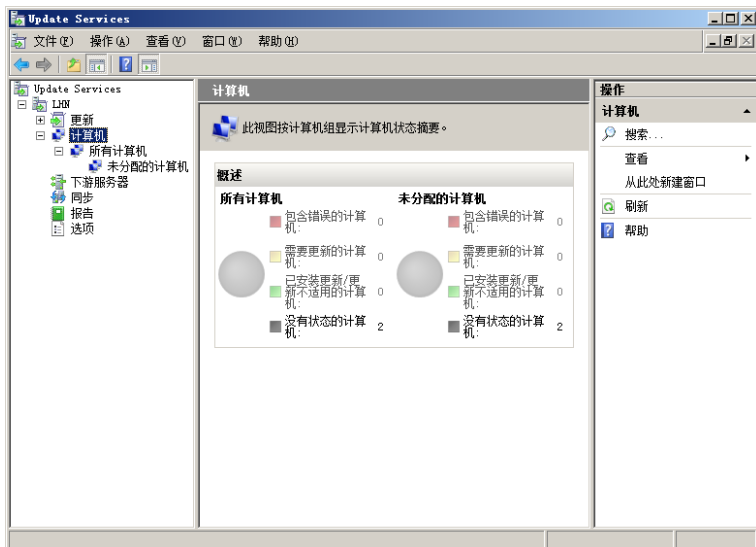 Update Services
文件(F) 操作(A) 查看(V) 窗口(W) 帮助(H)
Update Services
LHN
更新
计算机
所有计算机
未分配的计算机
下游服务器
同步
报告
选项
计算机
此视图按计算机组显示计算机状态摘要。
概述
所有计算机
包含错误的计算
机: 0
需要更新的计算
机: 0
已安装更新/更
新不适用的计算 0
机:
没有状态的计算
机: 2
未分配的计算机
包含错误的计算
机: 0
需要更新的计算
机: 0
已安装更新/更
新不适用的计算 0
机:
没有状态的计算
机: 2
操作
计算机
搜索...
查看
从此处新建窗口
刷新
帮助